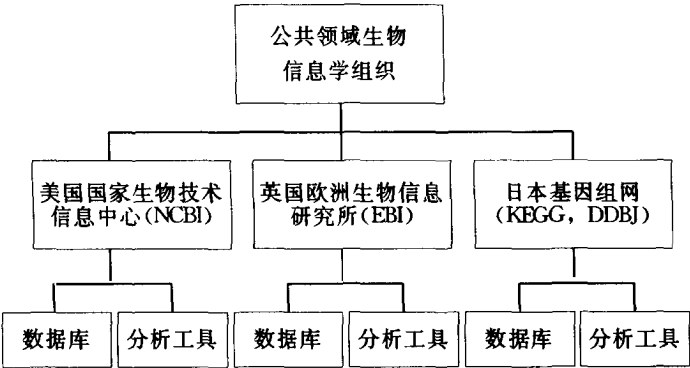 公共领域生物
信息学组织
美国国家生物技术
信息中心(NCBI)
英国欧洲生物信息
研究所(EBI)
日本基因组网
(KEGG，DDBJ)
数据库
分析工具
数据库
分析工具
数据库
分析工具